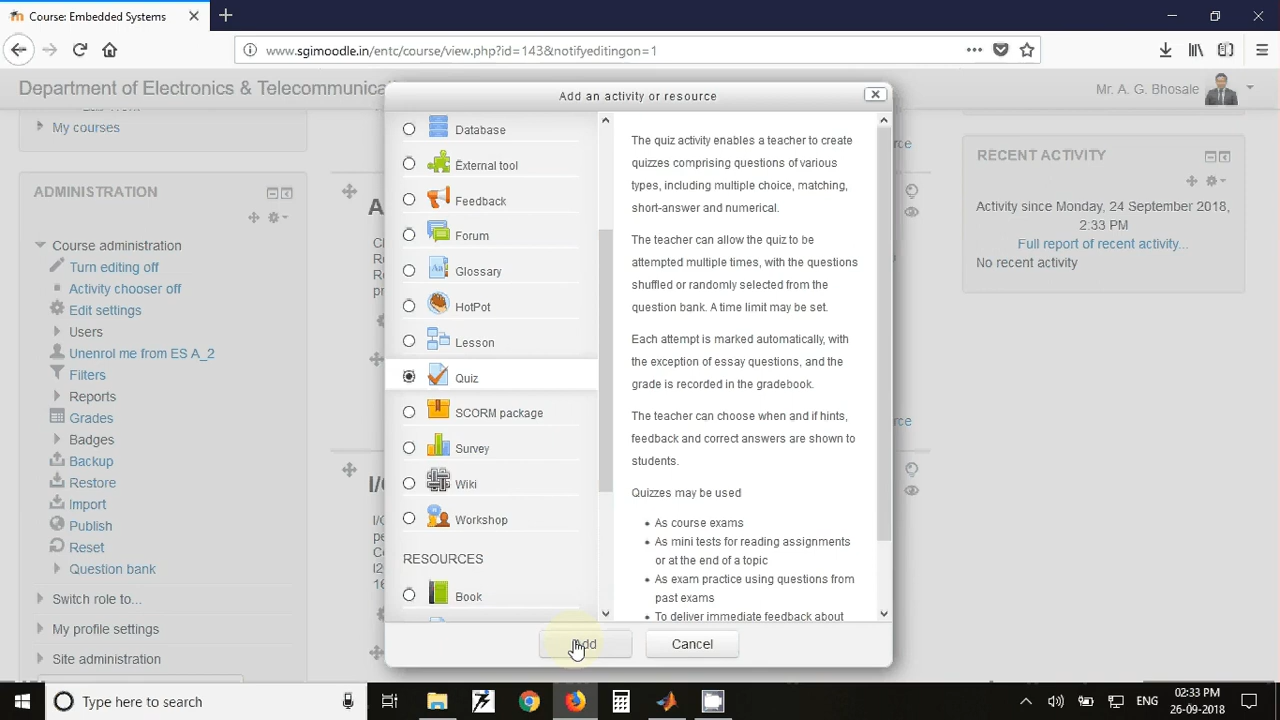 Course: Embedded Systems
www.sgimoodle.in/entc/course/view.php?id=143&notifyeditingon=1
Department of Electronics & Telecommunica
Mr. A. G. Bhosale
My courses
ADMINISTRATION
Course administration
Turn editing off
Activity chooser off
Edit settings
Users
Unenrol me from ES A_2
Filters
Reports
Grades
Badges
Backup
Restore
Import
Publish
Reset
Question bank
Switch role to...
My profile settings
Site administration
Add an activity or resource
Database
External tool
Feedback
Forum
Glossary
HotPot
Lesson
Quiz
SCORM package
Survey
Wiki
Workshop
RESOURCES
Book
The quiz activity enables a teacher to create
quizzes comprising questions of various
types, including multiple choice, matching,
short-answer and numerical.
The teacher can allow the quiz to be
attempted multiple times, with the questions
shuffled or randomly selected from the
question bank. A time limit may be set.
Each attempt is marked automatically, with
the exception of essay questions, and the
grade is recorded in the gradebook.
The teacher can choose when and if hints,
feedback and correct answers are shown to
students.
Quizzes may be used
• As course exams
• As mini tests for reading assignments
or at the end of a topic
• As exam practice using questions from
past exams
• To deliver immediate feedback about
Add
Cancel
RECENT ACTIVITY
Activity since Monday, 24 September 2018,
2:33 PM
Full report of recent activity...
No recent activity
Type here to search
ENG
02:33 PM
26-09-2018